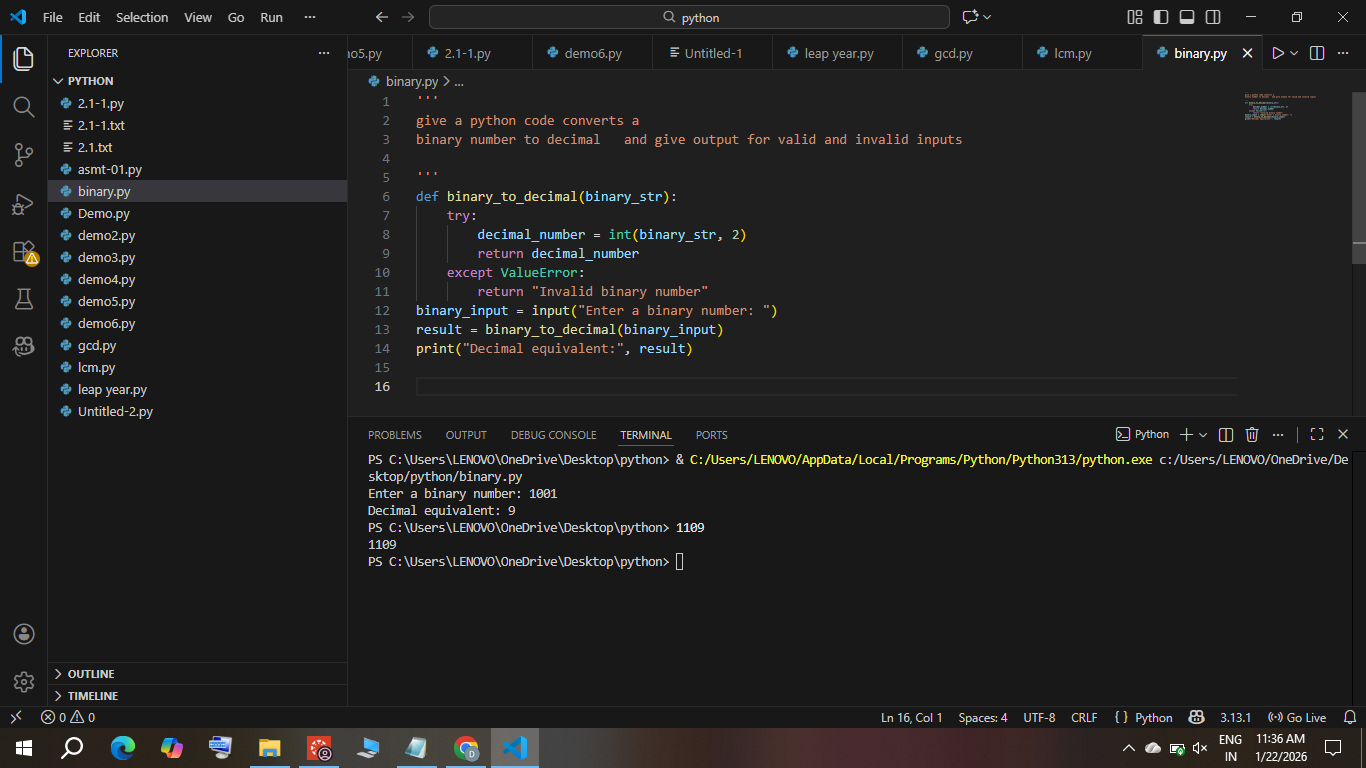 File Edit Selection View Go Run ··· python
EXPLORER ···
PYTHON
2.1-1.py
2.1-1.txt
2.1.txt
asmt-01.py
binary.py
Demo.py
demo2.py
demo3.py
demo4.py
demo5.py
demo6.py
gcd.py
lcm.py
leap year.py
Untitled-2.py
OUTLINE
TIMELINE
no5.py 2.1-1.py demo6.py Untitled-1 leap year.py gcd.py lcm.py binary.py
binary.py > ...
1 '''
2 give a python code converts a
3 binary number to decimal   and give output for valid and invalid inputs
4
5 '''
6 def binary_to_decimal(binary_str):
7     try:
8         decimal_number = int(binary_str, 2)
9         return decimal_number
10     except ValueError:
11         return "Invalid binary number"
12 binary_input = input("Enter a binary number: ")
13 result = binary_to_decimal(binary_input)
14 print("Decimal equivalent:", result)
15
16
PROBLEMS OUTPUT DEBUG CONSOLE TERMINAL PORTS Python
PS C:\Users\LENOVO\OneDrive\Desktop\python> & C:/Users/LENOVO/AppData/Local/Programs/Python/Python313/python.exe c:/Users/LENOVO/OneDrive/De
sktop/python/binary.py
Enter a binary number: 1001
Decimal equivalent: 9
PS C:\Users\LENOVO\OneDrive\Desktop\python> 1109
1109
PS C:\Users\LENOVO\OneDrive\Desktop\python>
0 0 Ln 16, Col 1 Spaces: 4 UTF-8 CRLF { } Python 3.13.1 Go Live
ENG
IN
11:36 AM
1/22/2026